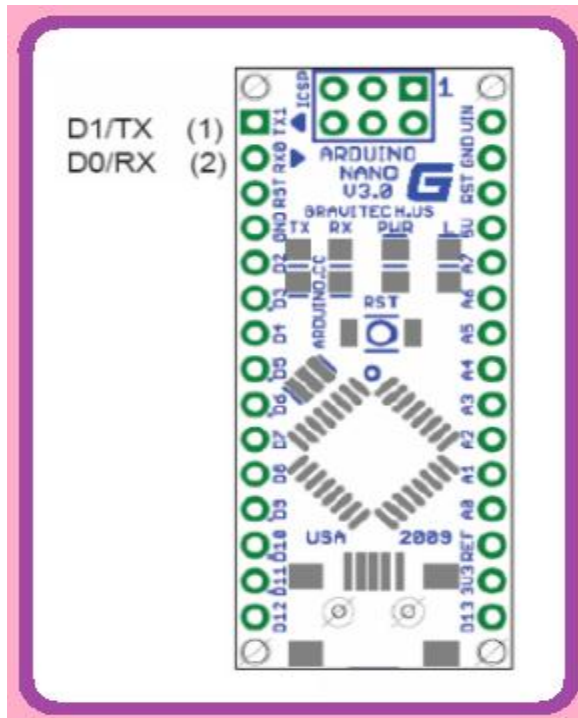 D1/TX (1)
D0/RX (2)
TX1
RX0
RST
GND
D2
D3
D4
D5
D6
D7
D8
D9
D10
D11
D12
ICSP
1
ARDUINO
NANO
V3.0
G
GRAVITECH.US
TX RX PWR L
ARDUINO.CC
RST
USA 2009
VIN
GND
RST
5V
A7
A6
A5
A4
A3
A2
A1
A0
REF
3V3
D13